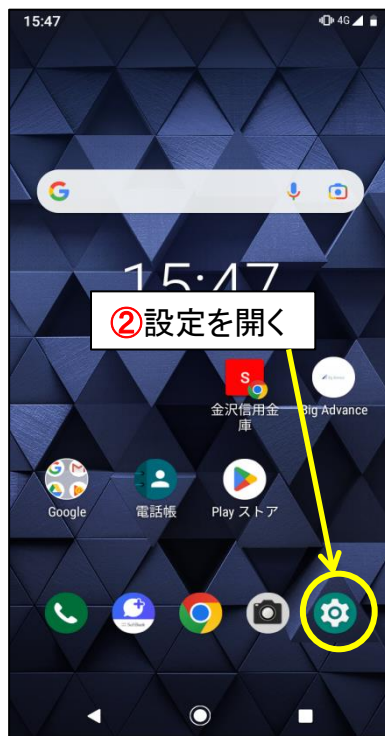 15:47 4G
15:47
②設定を開く
S
金沢信用金
庫
Big Advance
Google
電話帳
Play ストア